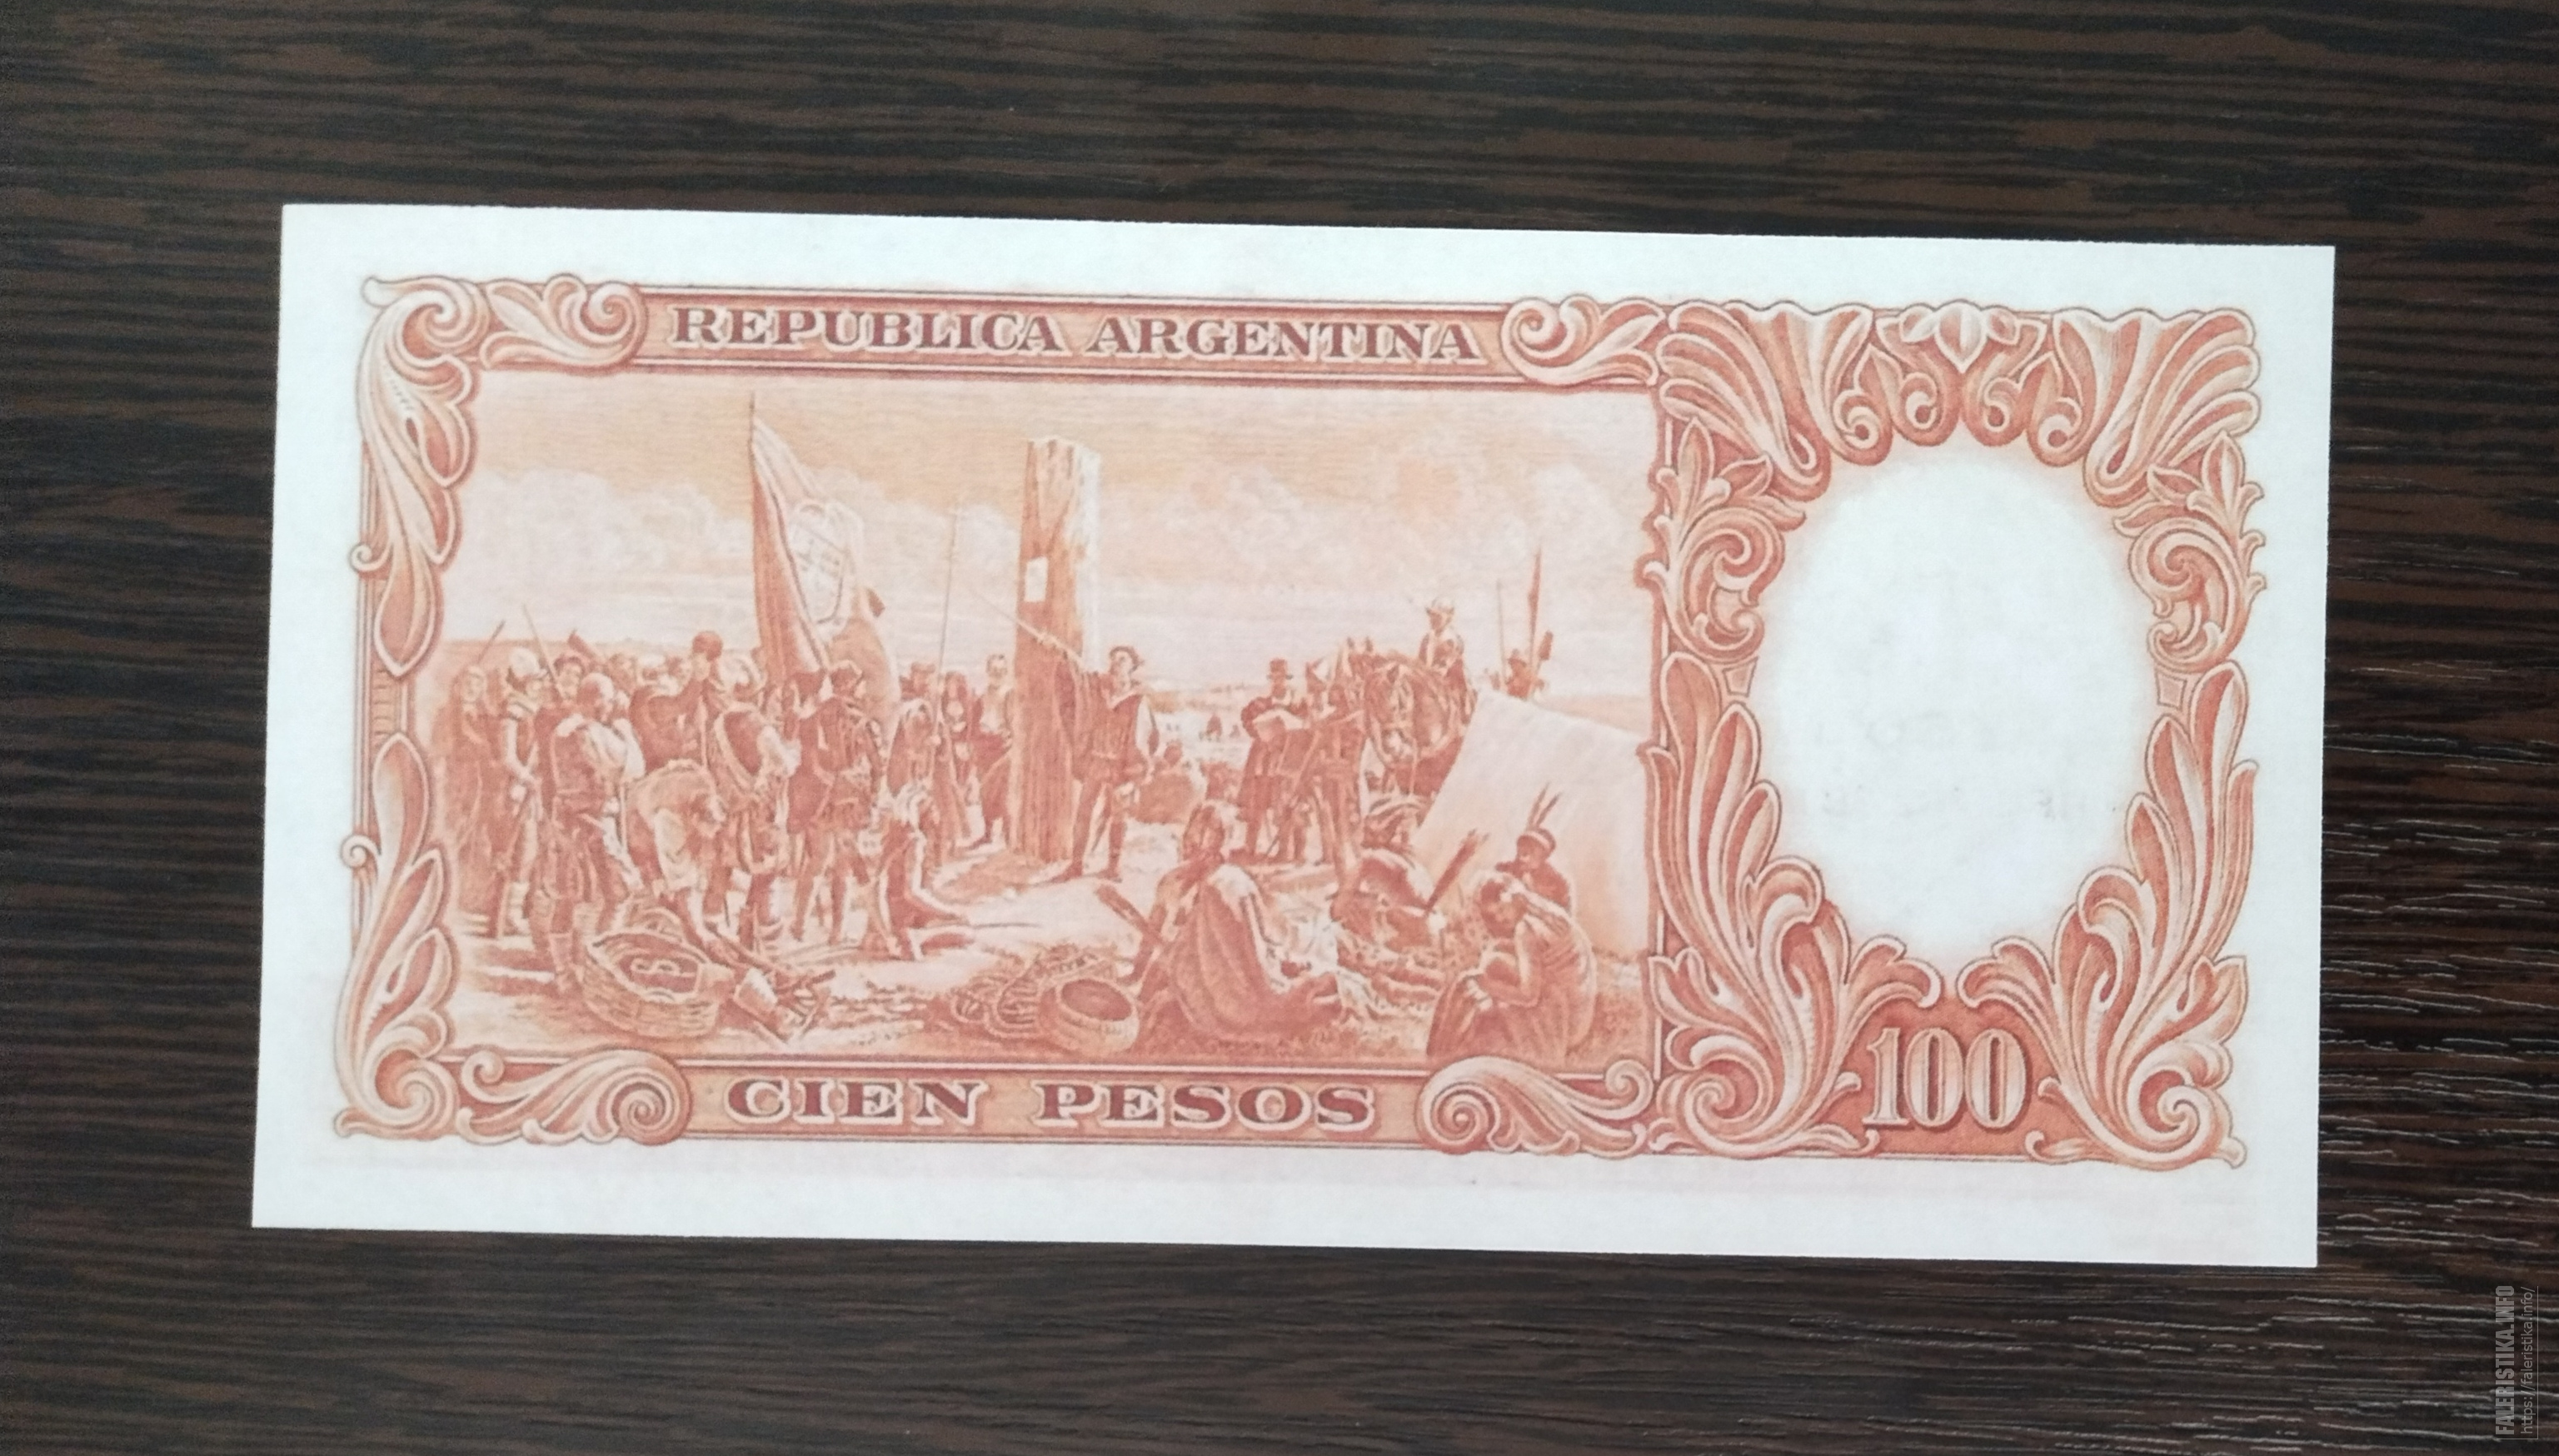 REPUBLICA ARGENTINA
CIEN PESOS
100
FALERISTIKA.INFO
https://faleristika.info/